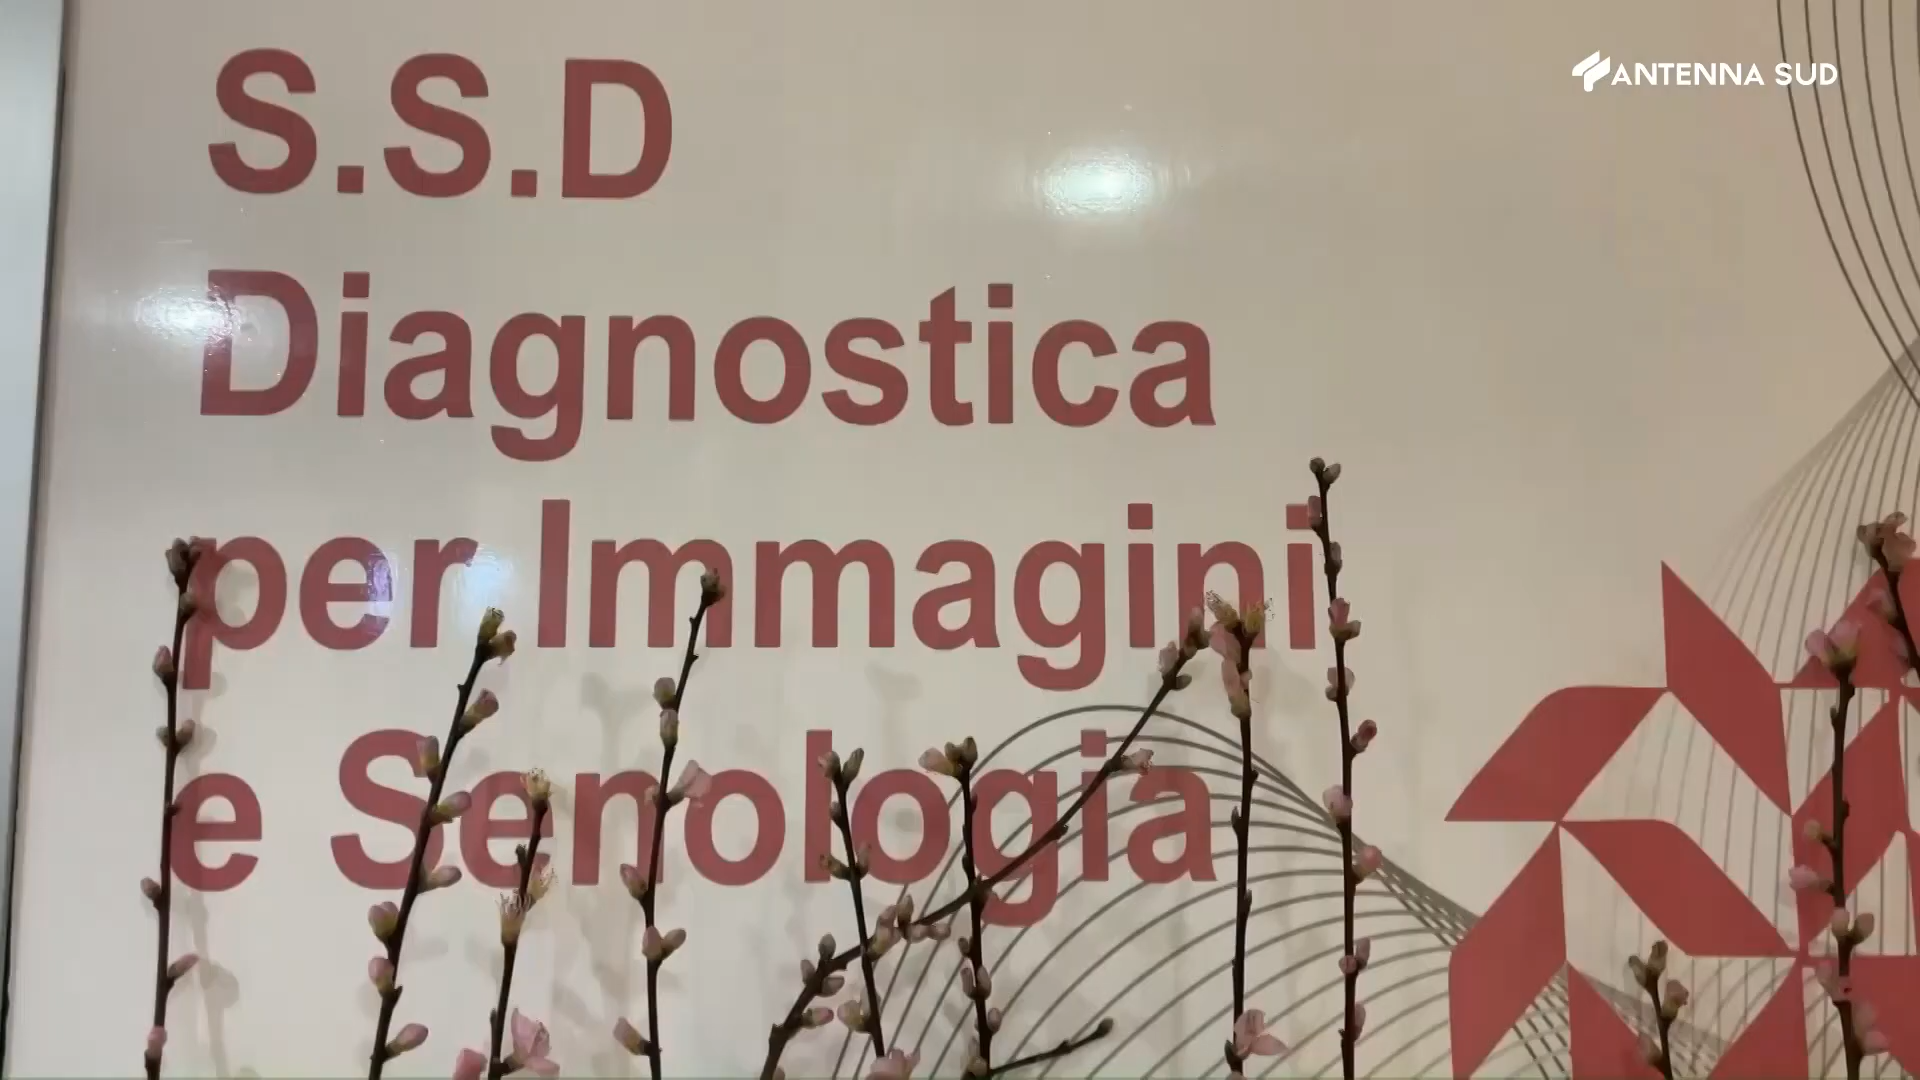 ANTENNA SUD
S.S.D
Diagnostica
per Immagini
e Senologia